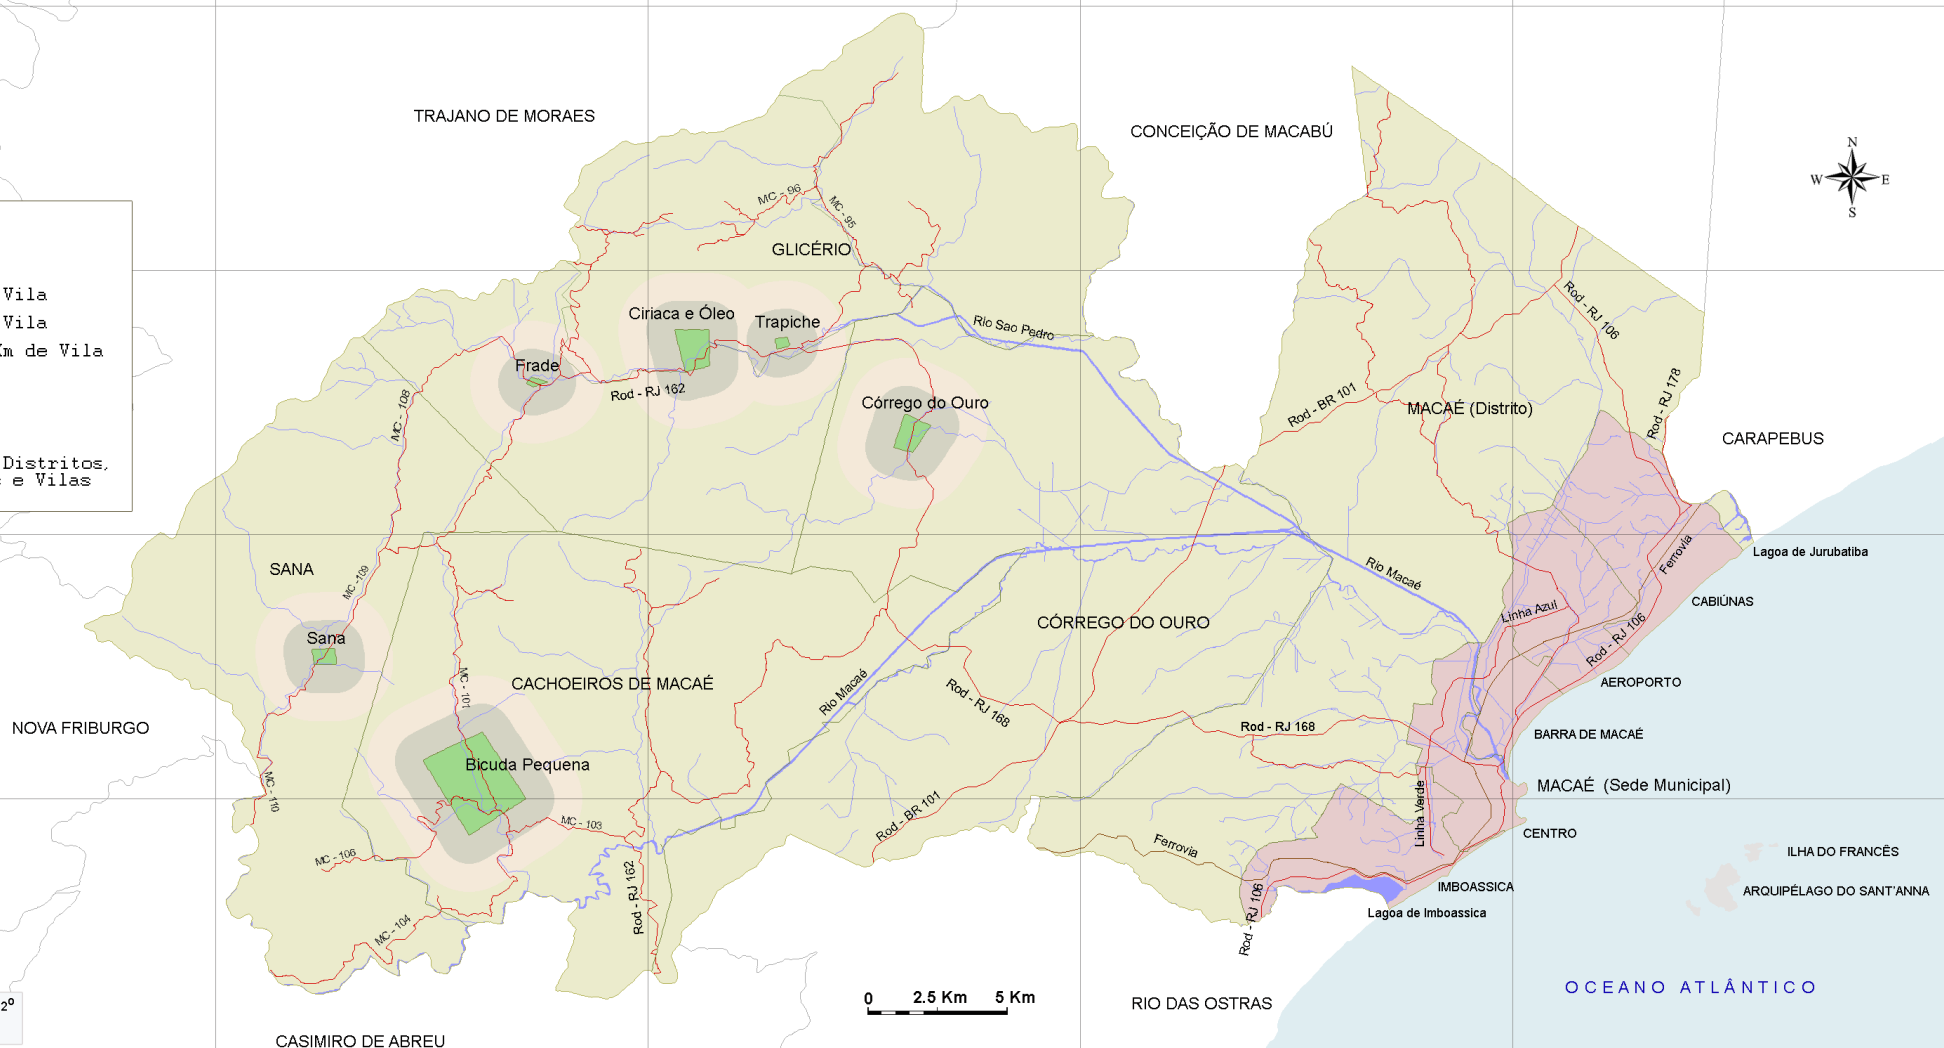 TRAJANO DE MORAES
CONCEIÇÃO DE MACABÚ
N
W
E
S
MC - 96
MC - 95
GLICÉRIO
Vila
Vila
Km de Vila
Distritos,
e Vilas
Ciriaca e Óleo
Trapiche
Rio Sao Pedro
Rod - RJ 106
Frade
Rod - RJ 162
MC - 108
Córrego do Ouro
Rod - BR 101
MACAÉ (Distrito)
Rod - RJ 178
CARAPEBUS
Lagoa de Jurubatiba
Ferrovia
SANA
MC -109
Rio Macaé
CABIÚNAS
Linha Azul
CÓRREGO DO OURO
Rod - RJ 106
Sana
CACHOEIROS DE MACAÉ
MC - 101
Rio Macaé
Rod - RJ 168
AEROPORTO
NOVA FRIBURGO
Rod - RJ 168
BARRA DE MACAÉ
Bicuda Pequena
MC - 110
MACAÉ (Sede Municipal)
Linha Verde
Rod - BR 101
MC - 103
CENTRO
Ferrovia
MC - 106
ILHA DO FRANCÊS
IMBOASSICA
ARQUIPÉLAGO DO SANT'ANNA
Rod - RJ 162
Rod - RJ 106
Lagoa de Imboassica
MC - 104
OCEANO ATLÂNTICO
0 2.5 Km 5 Km
RIO DAS OSTRAS
2º
CASIMIRO DE ABREU